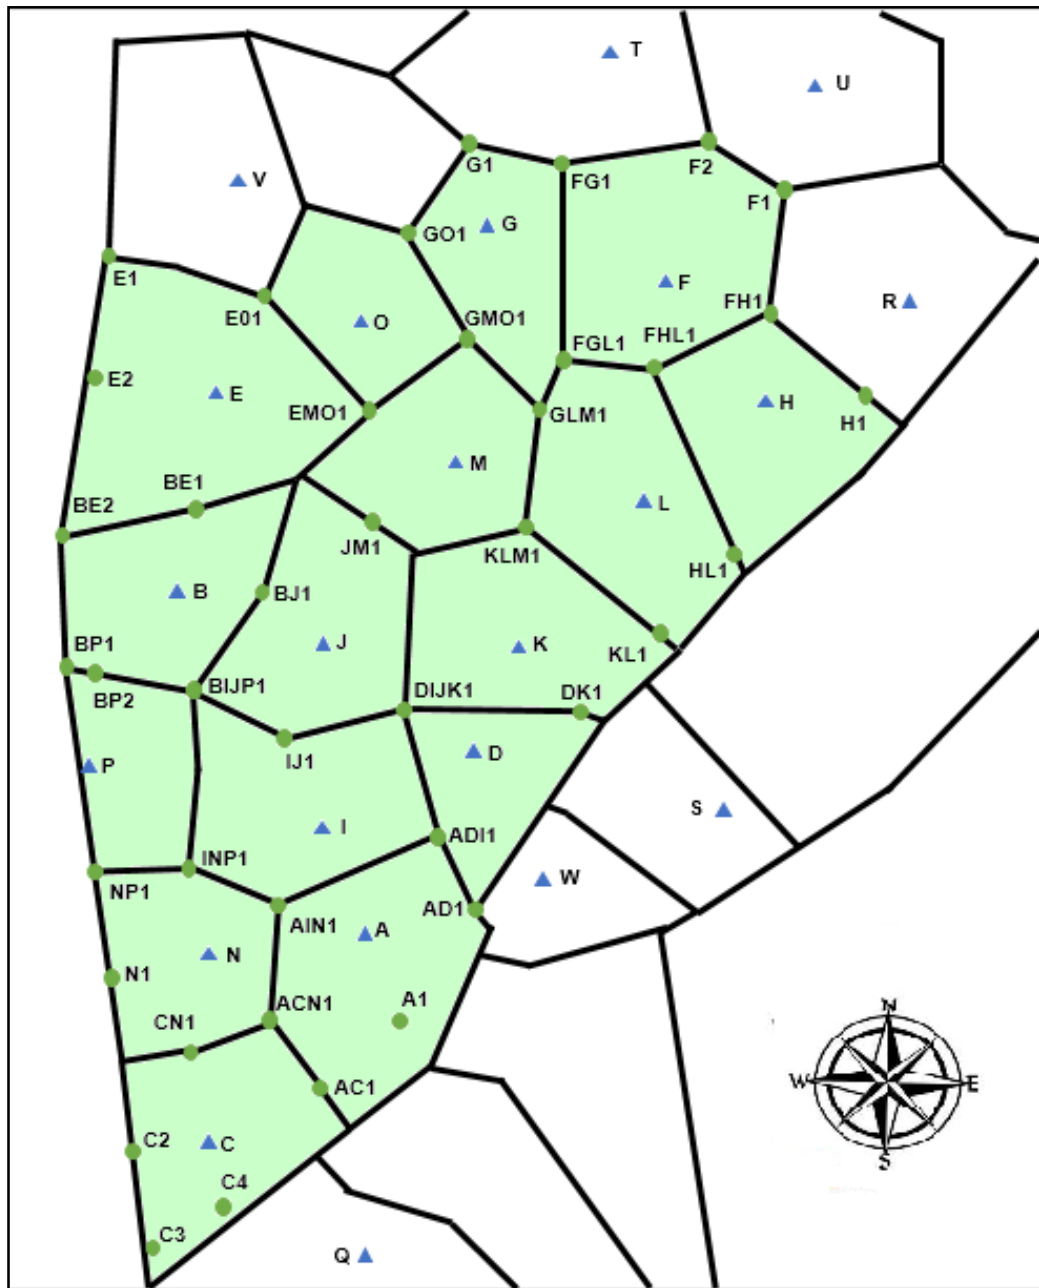 T
U
G1
FG1
F2
V
F1
GO1
G
E1
F
FH1
R
E01
O
GMO1
FGL1
FHL1
E2
E
EMO1
GLM1
H
H1
M
BE1
BE2
L
JM1
KLM1
HL1
B
BJ1
J
K
KL1
BP1
BP2
BIJP1
DIJK1
DK1
IJ1
D
P
I
ADI1
S
INP1
NP1
W
AIN1
AD1
A
N
N1
ACN1
A1
CN1
N
W
E
S
AC1
C2
C
C4
C3
Q